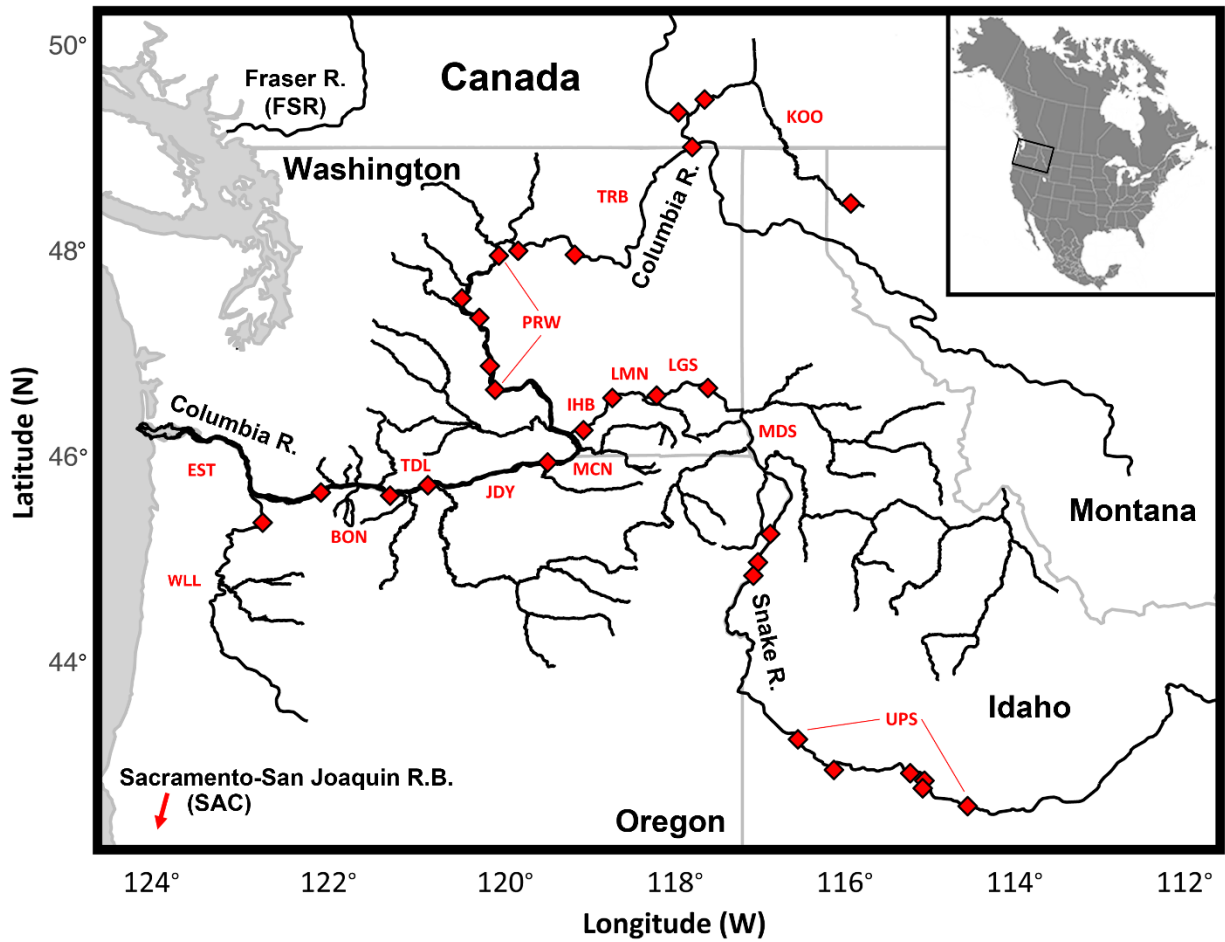 50°
48°
46°
44°
Latitude (N)
Fraser R.
(FSR)
Canada
KOO
Washington
TRB
Columbia R.
PRW
LGS
LMN
IHB
Columbia R.
MDS
EST
TDL
MCN
JDY
BON
Montana
WLL
Snake R.
Idaho
UPS
Sacramento-San Joaquin R.B.
(SAC)
Oregon
124° 122° 120° 118° 116° 114° 112°
Longitude (W)